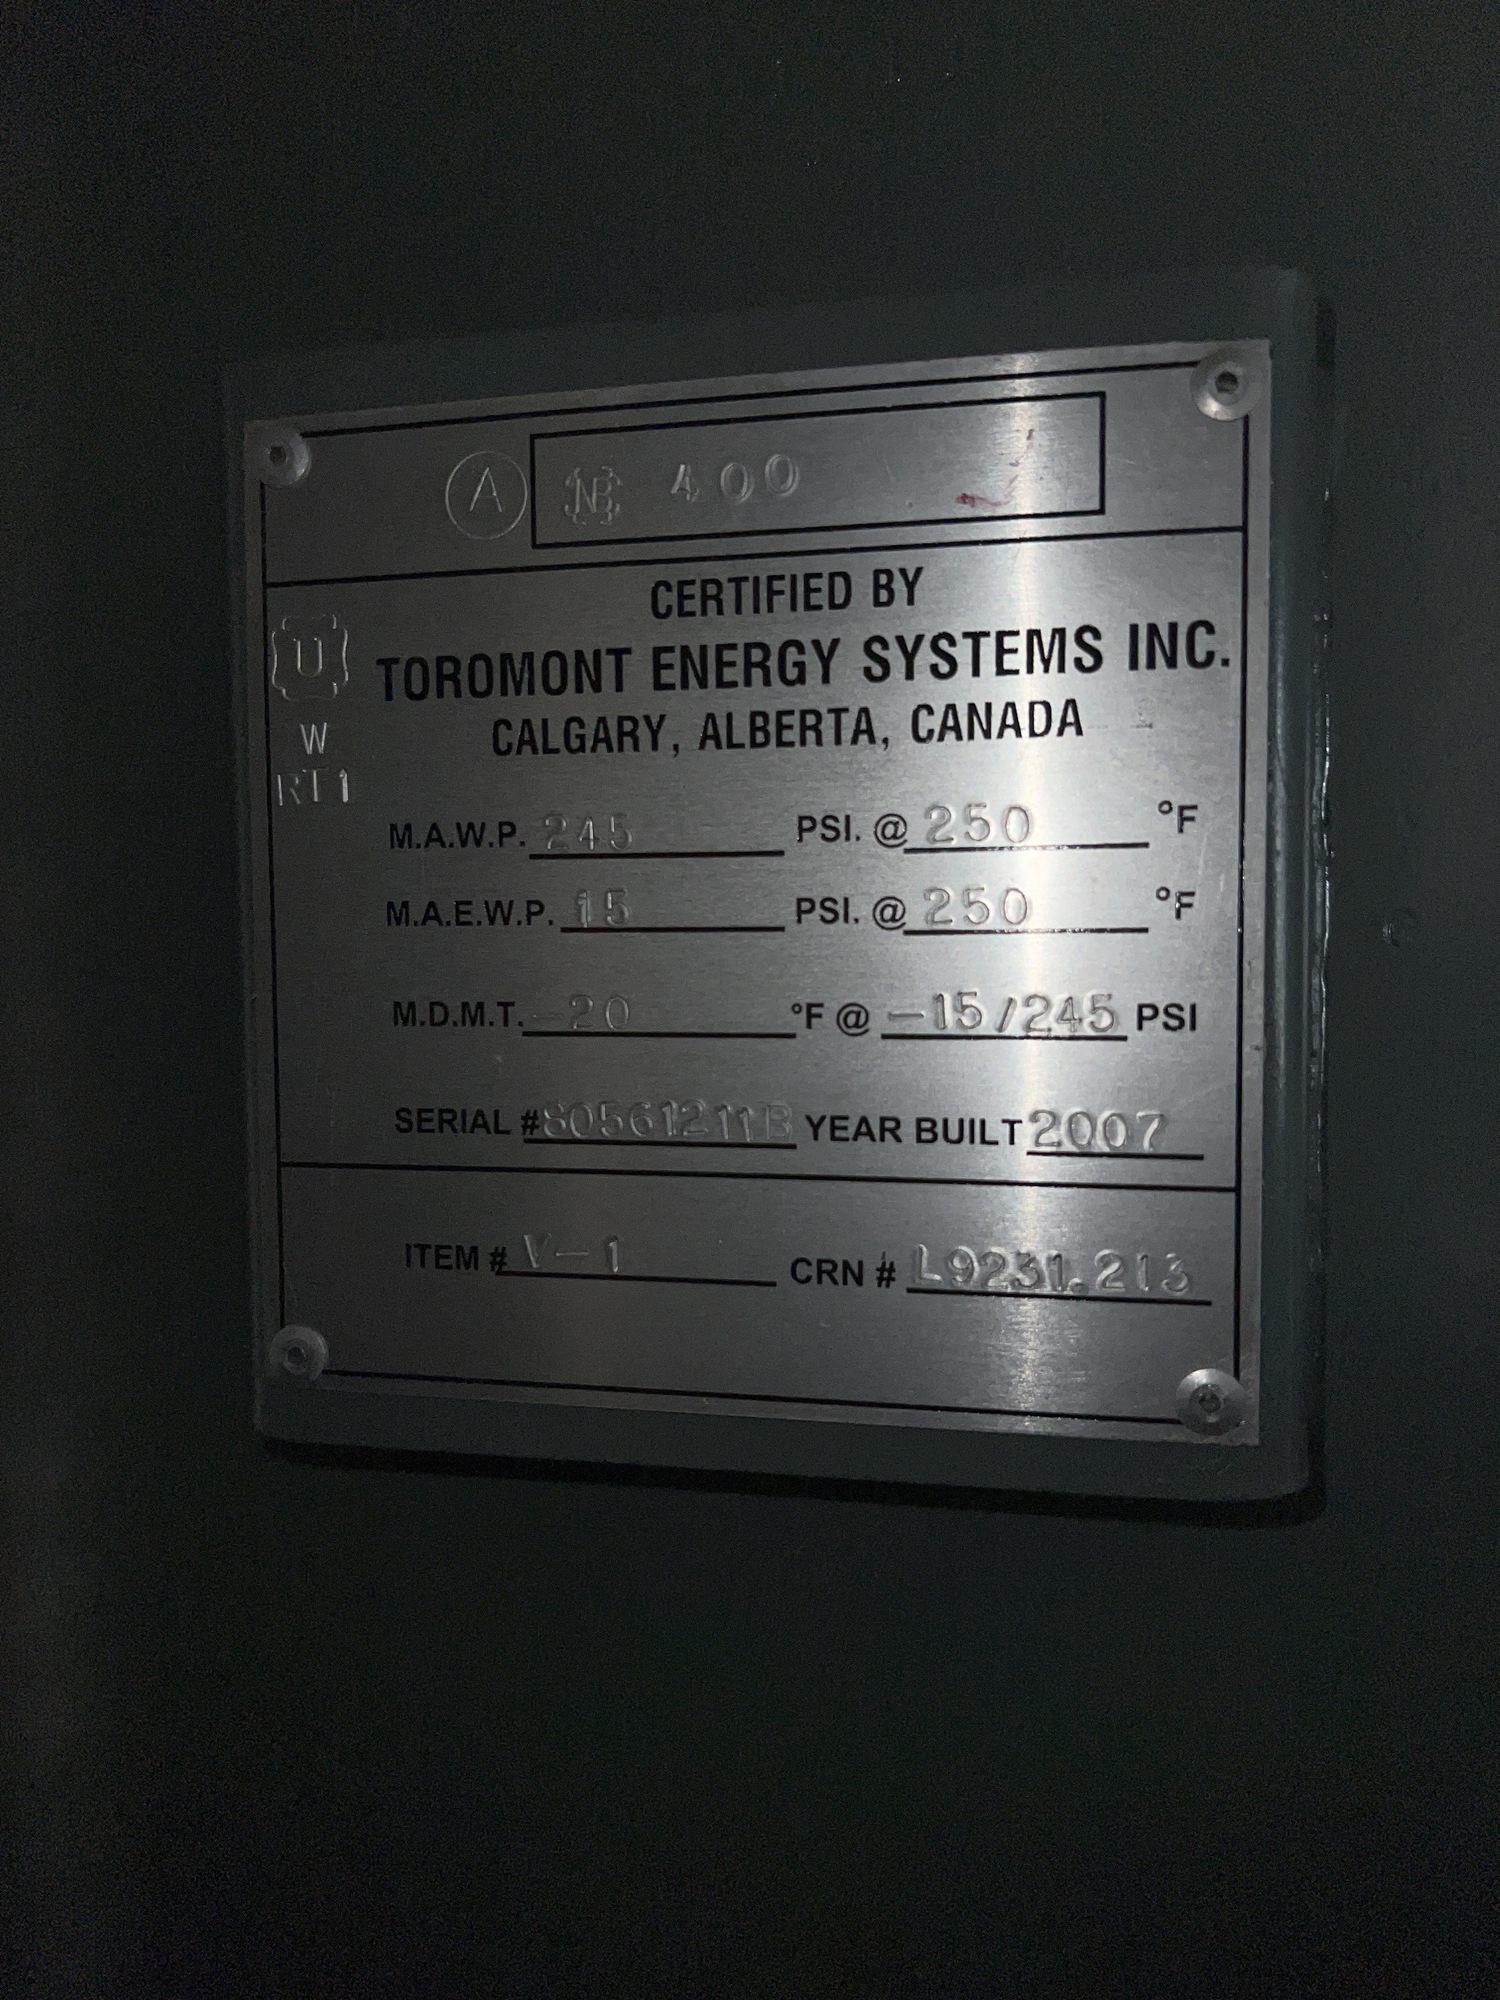 A NB 400
CERTIFIED BY
TOROMONT ENERGY SYSTEMS INC.
CALGARY, ALBERTA, CANADA
U
W
RT1
M.A.W.P. 245 PSI. @ 250 °F
M.A.E.W.P. 15 PSI. @ 250 °F
M.D.M.T. -20 °F @ -15/245 PSI
SERIAL # 80561211B YEAR BUILT 2007
ITEM # V-1 CRN # L9231.213